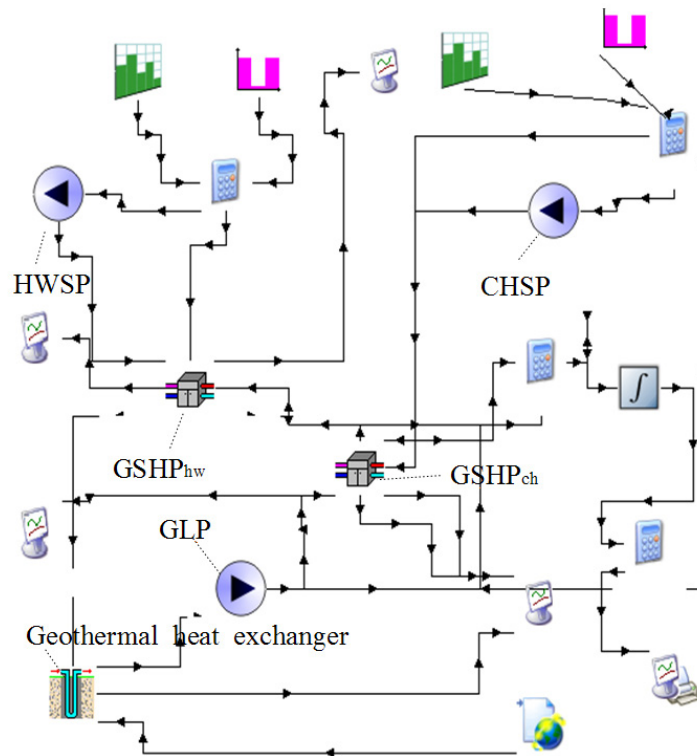 HWSP
CHSP
GSHPhw
GSHPch
GLP
Geothermal heat exchanger